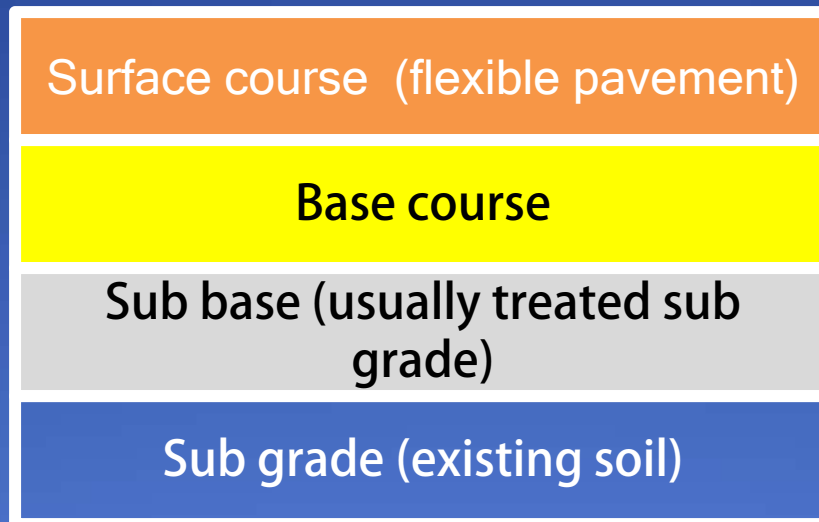 Surface course  (flexible pavement)
Base course
Sub base (usually treated sub
grade)
Sub grade (existing soil)